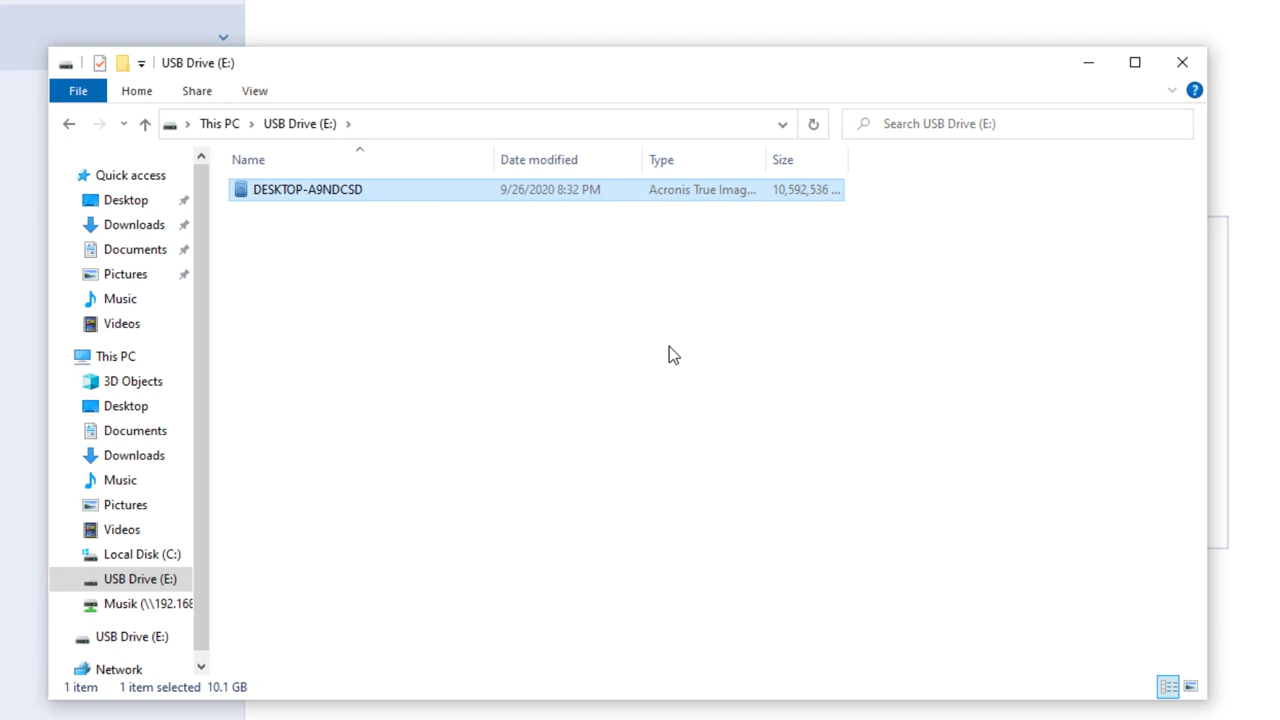 USB Drive (E:)
File Home Share View
This PC USB Drive (E:)
Search USB Drive (E:)
Name Date modified Type Size
DESKTOP-A9NDCSD 9/26/2020 8:32 PM Acronis True Imag... 10,592,536 ...
Quick access
Desktop
Downloads
Documents
Pictures
Music
Videos
This PC
3D Objects
Desktop
Documents
Downloads
Music
Pictures
Videos
Local Disk (C:)
USB Drive (E:)
Musik (\\192.168
USB Drive (E:)
Network
1 item 1 item selected 10.1 GB